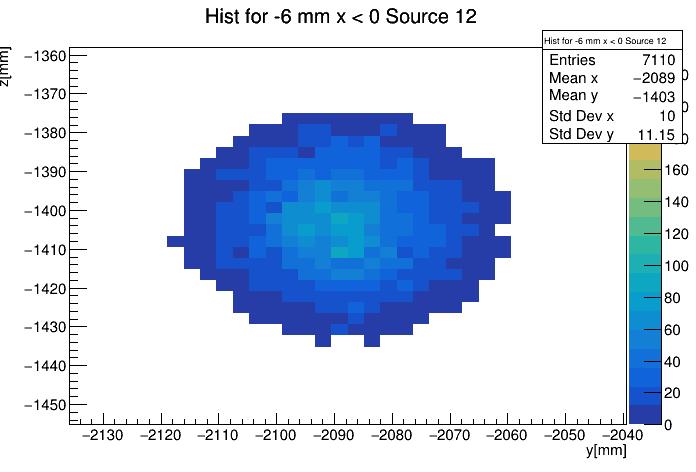 Hist for -6 mm x < 0 Source 12
Hist for -6 mm x < 0 Source 12
Entries 7110
Mean x −2089
Mean y −1403
Std Dev x 10
Std Dev y 11.15
z[mm]
−1360
−1370
−1380
−1390
−1400
−1410
−1420
−1430
−1440
−1450
160
140
120
100
80
60
40
20
0
−2130 −2120 −2110 −2100 −2090 −2080 −2070 −2060 −2050 −2040
y[mm]